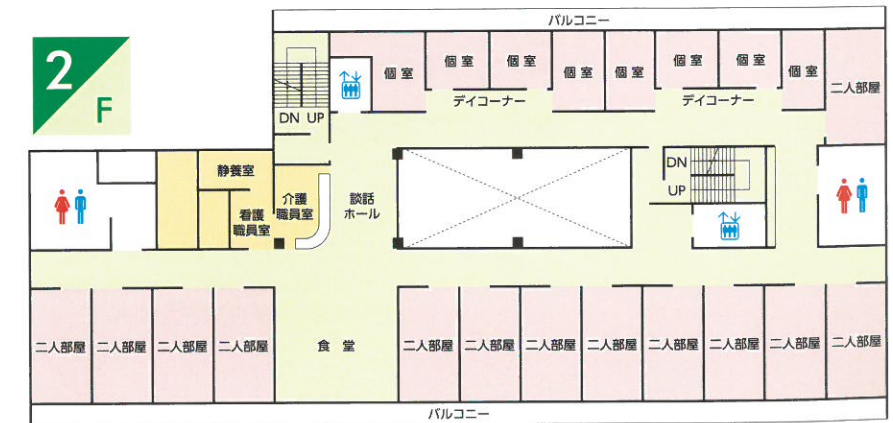 バルコニー
2
F
個室
個室
個室
個室
個室
個室
個室
個室
二人部屋
デイコーナー
デイコーナー
DN UP
静養室
介護
職員室
看護
職員室
談話
ホール
DN
UP
二人部屋
二人部屋
二人部屋
二人部屋
食堂
二人部屋
二人部屋
二人部屋
二人部屋
二人部屋
二人部屋
二人部屋
二人部屋
バルコニー